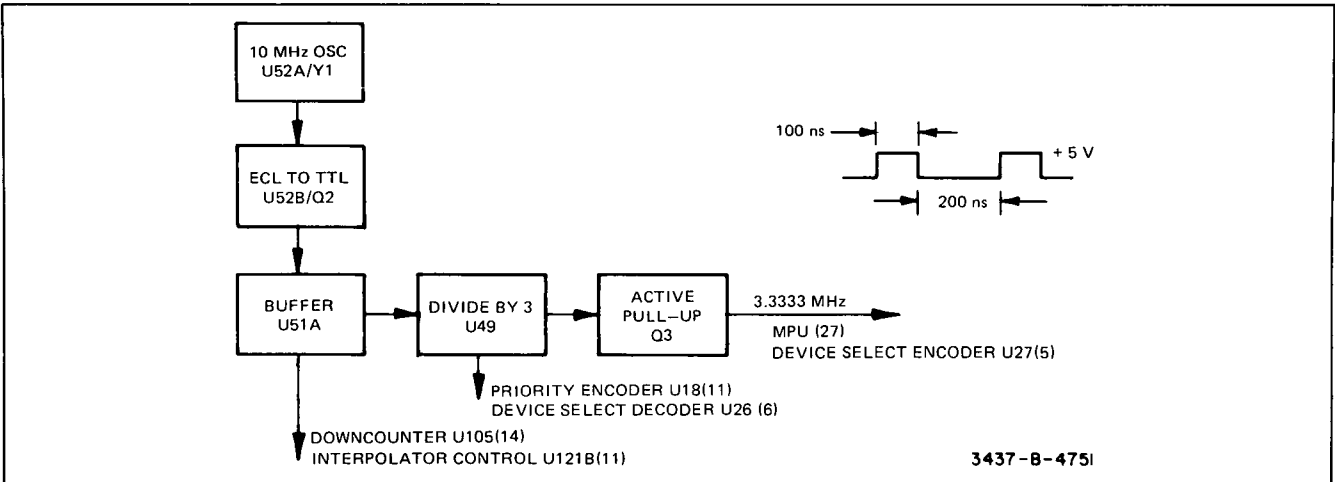 10 MHz OSC
U52A/Y1
ECL TO TTL
U52B/Q2
BUFFER
U51A
DIVIDE BY 3
U49
ACTIVE
PULL-UP
Q3
3.3333 MHz
MPU (27)
DEVICE SELECT ENCODER U27(5)
PRIORITY ENCODER U18(11)
DEVICE SELECT DECODER U26 (6)
DOWNCOUNTER U105(14)
INTERPOLATOR CONTROL U121B(11)
100 ns
+ 5 V
200 ns
3437-B-4751